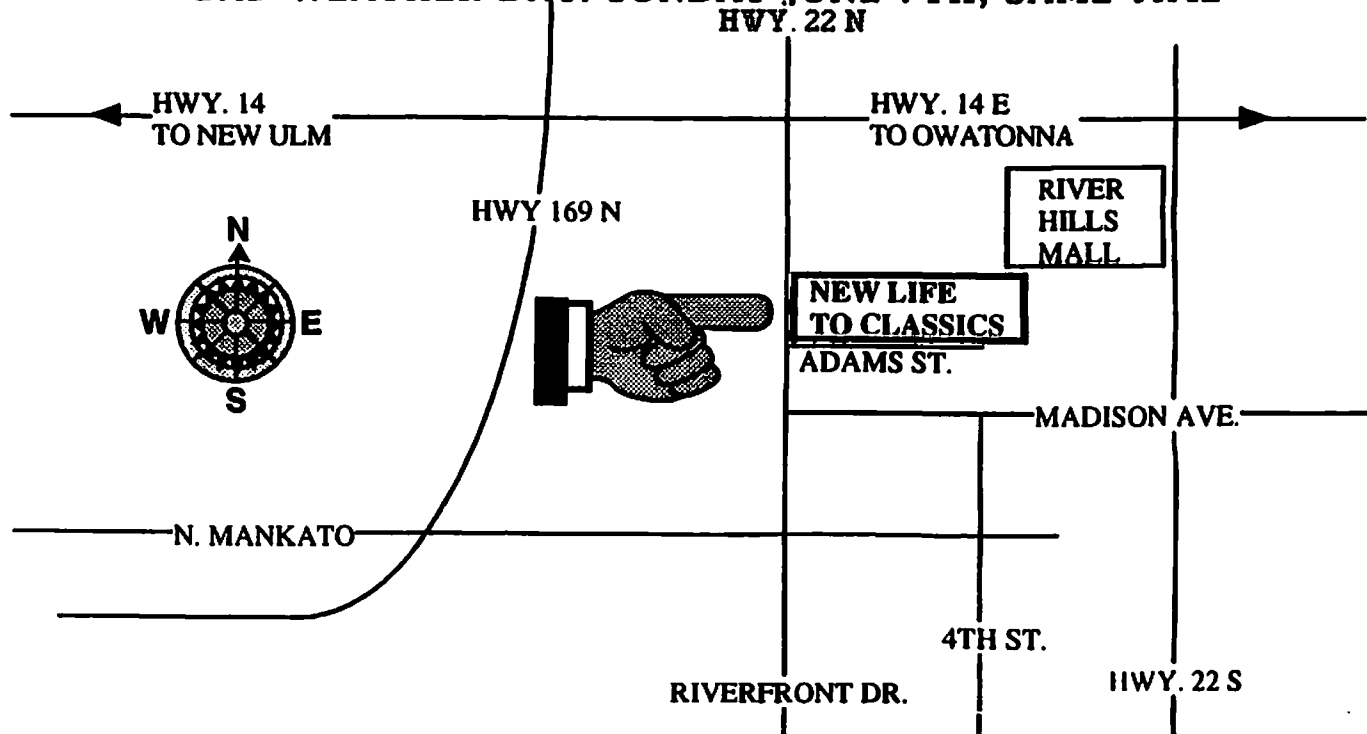 HWY. 22 N
HWY. 14
TO NEW ULM
HWY. 14 E
TO OWATONNA
RIVER
HILLS
MALL
HWY 169 N
N
W
E
S
NEW LIFE
TO CLASSICS
ADAMS ST.
MADISON AVE.
N. MANKATO
4TH ST.
RIVERFRONT DR.
HWY. 22 S